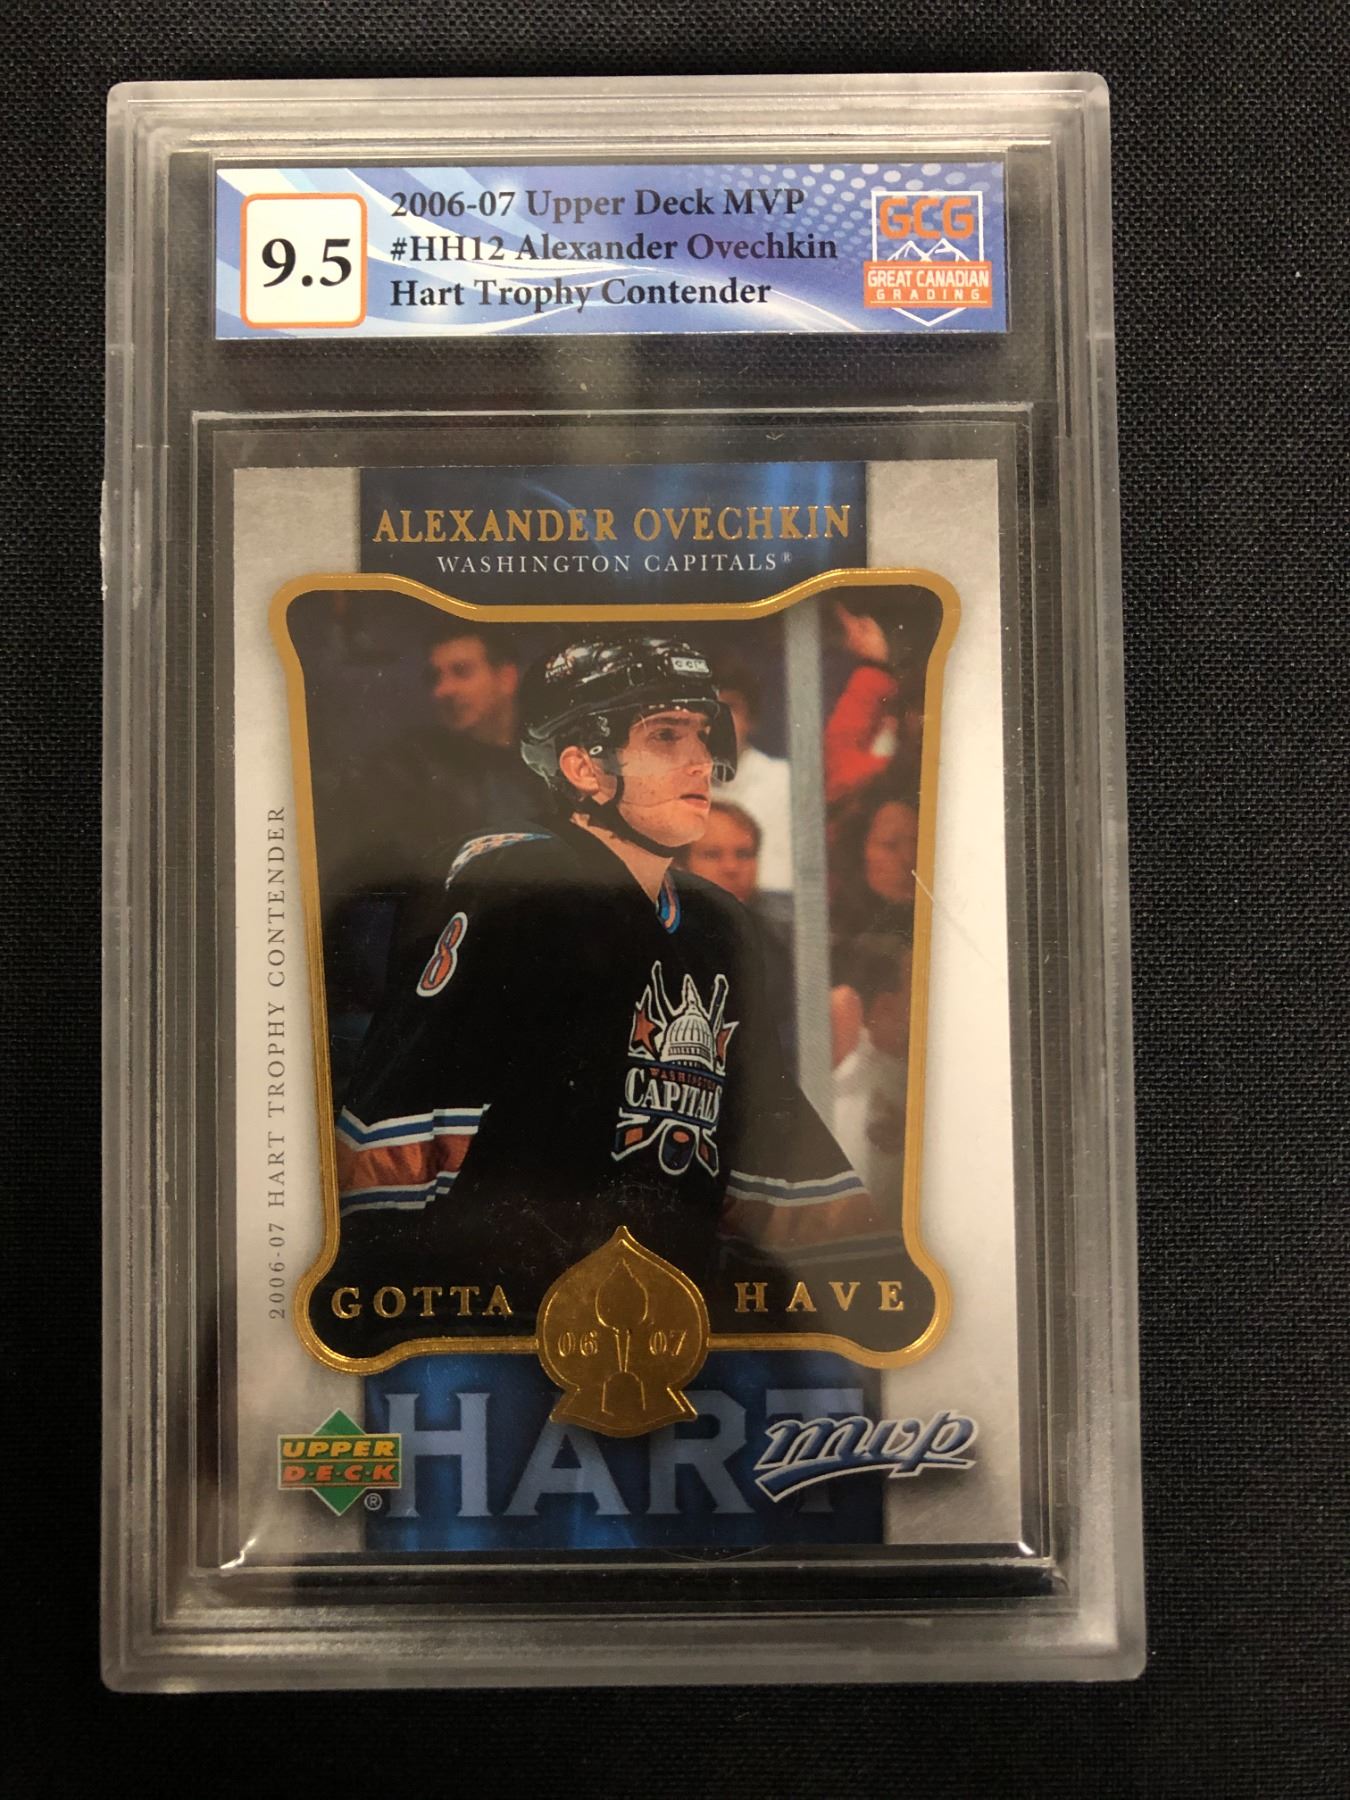 9.5
2006-07 Upper Deck MVP
#HH12 Alexander Ovechkin
Hart Trophy Contender
GCG
GREAT CANADIAN
GRADING
ALEXANDER OVECHKIN
WASHINGTON CAPITALS®
CCM
8
WASHINGTON
CAPITALS
2006-07 HART TROPHY CONTENDER
GOTTA HAVE
06 07
HART
UPPER
D·E·C·K
®
mvp